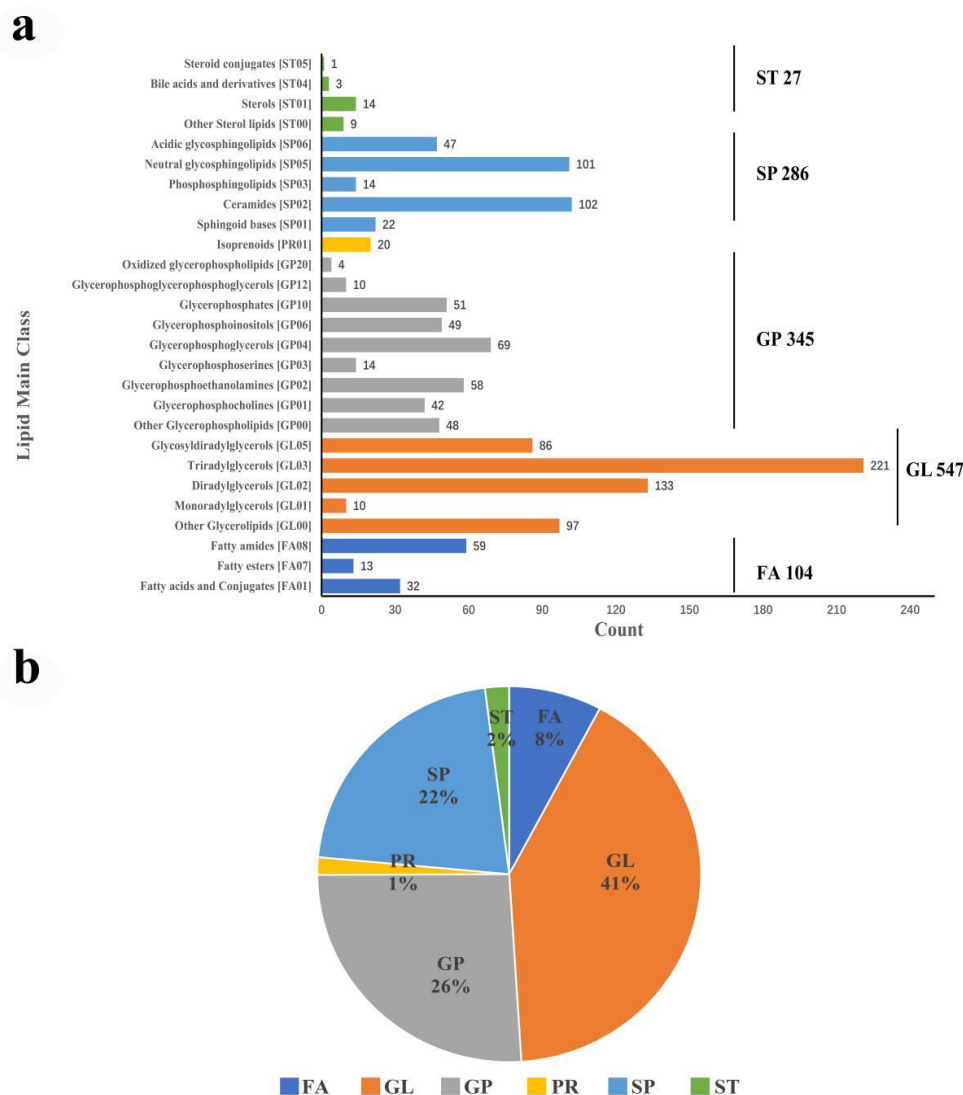 a
Lipid Main Class
Steroid conjugates [ST05] 1
Bile acids and derivatives [ST04] 3
Sterols [ST01] 14
Other Sterol lipids [ST00] 9
ST 27
Acidic glycosphingolipids [SP06] 47
Neutral glycosphingolipids [SP05] 101
Phosphosphingolipids [SP03] 14
Ceramides [SP02] 102
Sphingoid bases [SP01] 22
SP 286
Isoprenoids [PR01] 20
Oxidized glycerophospholipids [GP20] 4
Glycerophosphoglycerophosphoglycerols [GP12] 10
Glycerophosphates [GP10] 51
Glycerophosphoinositols [GP06] 49
Glycerophosphoglycerols [GP04] 69
Glycerophosphoserines [GP03] 14
Glycerophosphoethanolamines [GP02] 58
Glycerophosphocholines [GP01] 42
Other Glycerophospholipids [GP00] 48
GP 345
Glycosyldiradylglycerols [GL05] 86
Triradylglycerols [GL03] 221
Diradylglycerols [GL02] 133
Monoradylglycerols [GL01] 10
Other Glycerolipids [GL00] 97
GL 547
Fatty amides [FA08] 59
Fatty esters [FA07] 13
Fatty acids and Conjugates [FA01] 32
FA 104
0 30 60 90 120 150 180 210 240
Count
b
ST
2%
FA
8%
SP
22%
GL
41%
PR
1%
GP
26%
FA GL GP PR SP ST